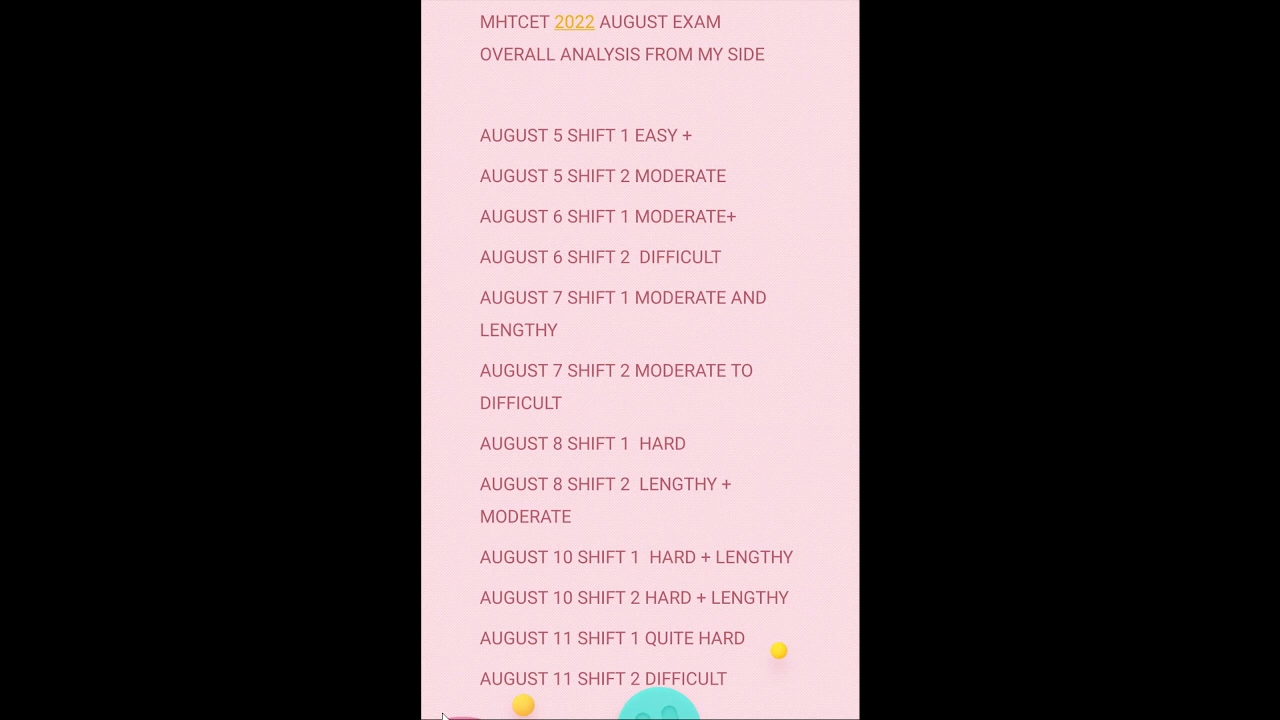 MHTCET 2022 AUGUST EXAM
OVERALL ANALYSIS FROM MY SIDE
AUGUST 5 SHIFT 1 EASY +
AUGUST 5 SHIFT 2 MODERATE
AUGUST 6 SHIFT 1 MODERATE+
AUGUST 6 SHIFT 2  DIFFICULT
AUGUST 7 SHIFT 1 MODERATE AND
LENGTHY
AUGUST 7 SHIFT 2 MODERATE TO
DIFFICULT
AUGUST 8 SHIFT 1  HARD
AUGUST 8 SHIFT 2  LENGTHY +
MODERATE
AUGUST 10 SHIFT 1  HARD + LENGTHY
AUGUST 10 SHIFT 2 HARD + LENGTHY
AUGUST 11 SHIFT 1 QUITE HARD
AUGUST 11 SHIFT 2 DIFFICULT